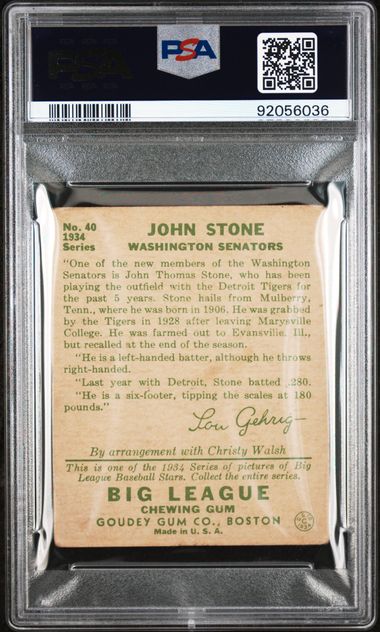 PSA
PSA
92056036
No. 40
1934
Series
JOHN STONE
WASHINGTON SENATORS
"One of the new members of the Washington
Senators is John Thomas Stone, who has been
playing the outfield with the Detroit Tigers for
the past 5 years. Stone hails from Mulberry,
Tenn., where he was born in 1906. He was grabbed
by the Tigers in 1928 after leaving Marysville
College. He was farmed out to Evansville, Ill.,
but recalled at the end of the season.
"He is a left-handed batter, although he throws
right-handed.
"Last year with Detroit, Stone batted .280.
"He is a six-footer, tipping the scales at 180
pounds."
Lou Gehrig
By arrangement with Christy Walsh
This is one of the 1934 Series of pictures of Big
League Baseball Stars. Collect the entire series.
BIG LEAGUE
CHEWING GUM
GOUDEY GUM CO., BOSTON
Made in U. S. A.